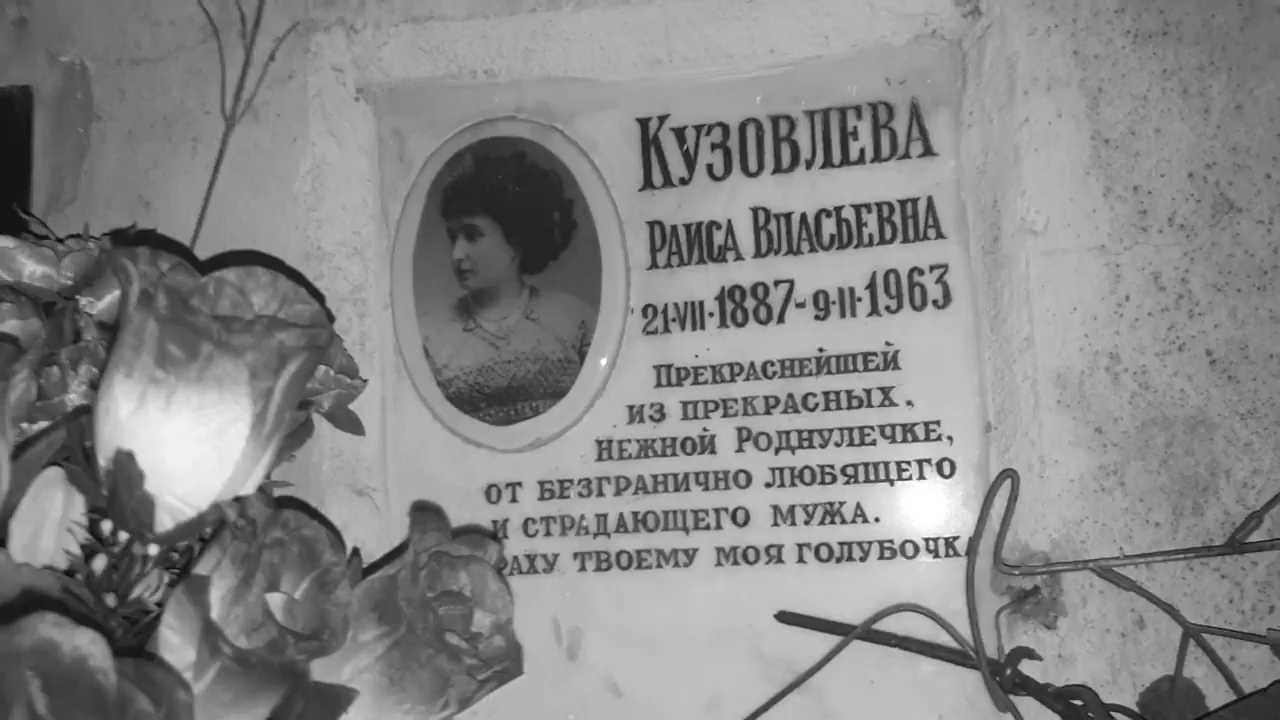 КУЗОВЛЕВА
РАИСА ВЛАСЬЕВНА
21·VII·1887-9·II·1963
ПРЕКРАСНЕЙШЕЙ
ИЗ ПРЕКРАСНЫХ,
НЕЖНОЙ РОДНУЛЕЧКЕ,
ОТ БЕЗГРАНИЧНО ЛЮБЯЩЕГО
И СТРАДАЮЩЕГО МУЖА.
ТВОЕМУ МОЯ